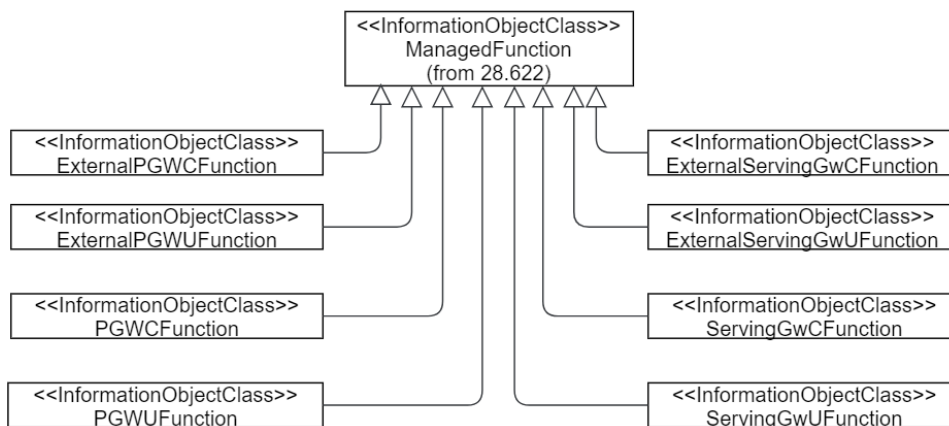 <<InformationObjectClass>>
ManagedFunction
(from 28.622)
<<InformationObjectClass>>
ExternalPGWCFunction
<<InformationObjectClass>>
ExternalServingGwCFunction
<<InformationObjectClass>>
ExternalPGWUFunction
<<InformationObjectClass>>
ExternalServingGwUFunction
<<InformationObjectClass>>
PGWCFunction
<<InformationObjectClass>>
ServingGwCFunction
<<InformationObjectClass>>
PGWUFunction
<<InformationObjectClass>>
ServingGwUFunction